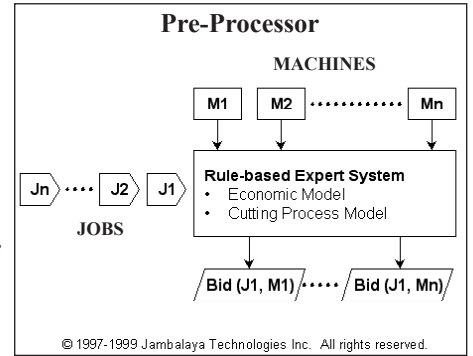 Pre-Processor
MACHINES
M1 M2 ............ Mn
Rule-based Expert System
• Economic Model
• Cutting Process Model
Jn .... J2 J1
JOBS
Bid (J1, M1) ..... Bid (J1, Mn)
© 1997-1999 Jambalaya Technologies Inc. All rights reserved.